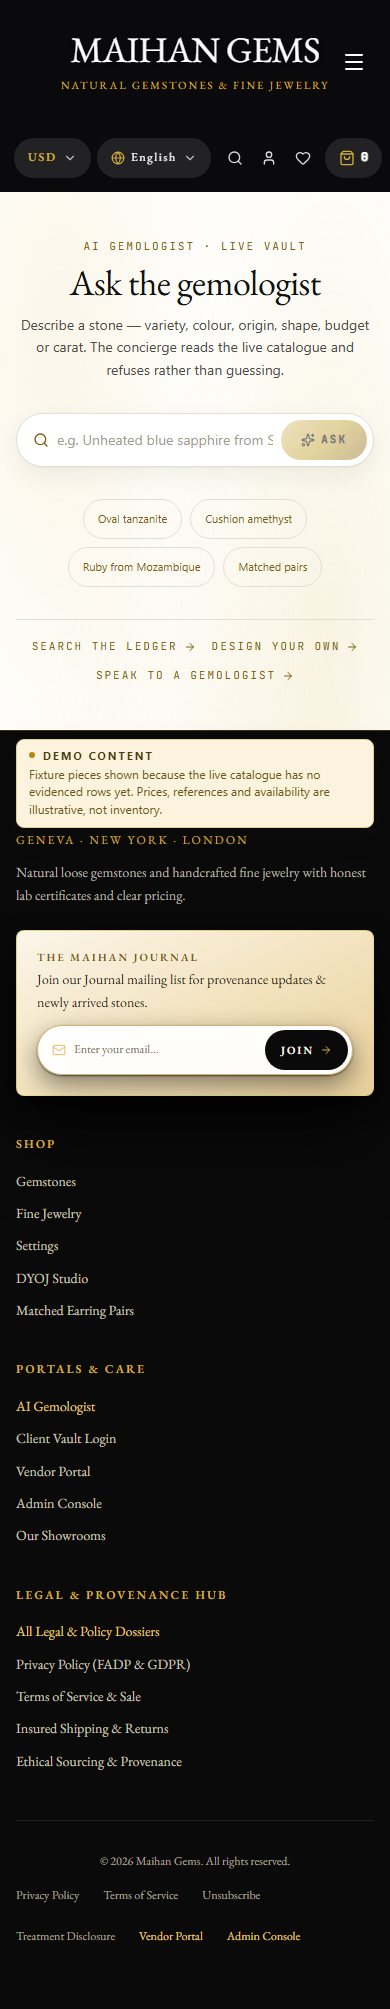 MAIHAN GEMS
NATURAL GEMSTONES & FINE JEWELRY
USD
English
0
AI GEMOLOGIST · LIVE VAULT
Ask the gemologist
Describe a stone — variety, colour, origin, shape, budget
or carat. The concierge reads the live catalogue and
refuses rather than guessing.
e.g. Unheated blue sapphire from S
ASK
Oval tanzanite
Cushion amethyst
Ruby from Mozambique
Matched pairs
SEARCH THE LEDGER →
DESIGN YOUR OWN →
SPEAK TO A GEMOLOGIST →
DEMO CONTENT
Fixture pieces shown because the live catalogue has no
evidenced rows yet. Prices, references and availability are
illustrative, not inventory.
GENEVA · NEW YORK · LONDON
Natural loose gemstones and handcrafted fine jewelry with honest
lab certificates and clear pricing.
THE MAIHAN JOURNAL
Join our Journal mailing list for provenance updates &
newly arrived stones.
Enter your email...
JOIN →
SHOP
Gemstones
Fine Jewelry
Settings
DYOJ Studio
Matched Earring Pairs
PORTALS & CARE
AI Gemologist
Client Vault Login
Vendor Portal
Admin Console
Our Showrooms
LEGAL & PROVENANCE HUB
All Legal & Policy Dossiers
Privacy Policy (FADP & GDPR)
Terms of Service & Sale
Insured Shipping & Returns
Ethical Sourcing & Provenance
© 2026 Maihan Gems. All rights reserved.
Privacy Policy
Terms of Service
Unsubscribe
Treatment Disclosure
Vendor Portal
Admin Console